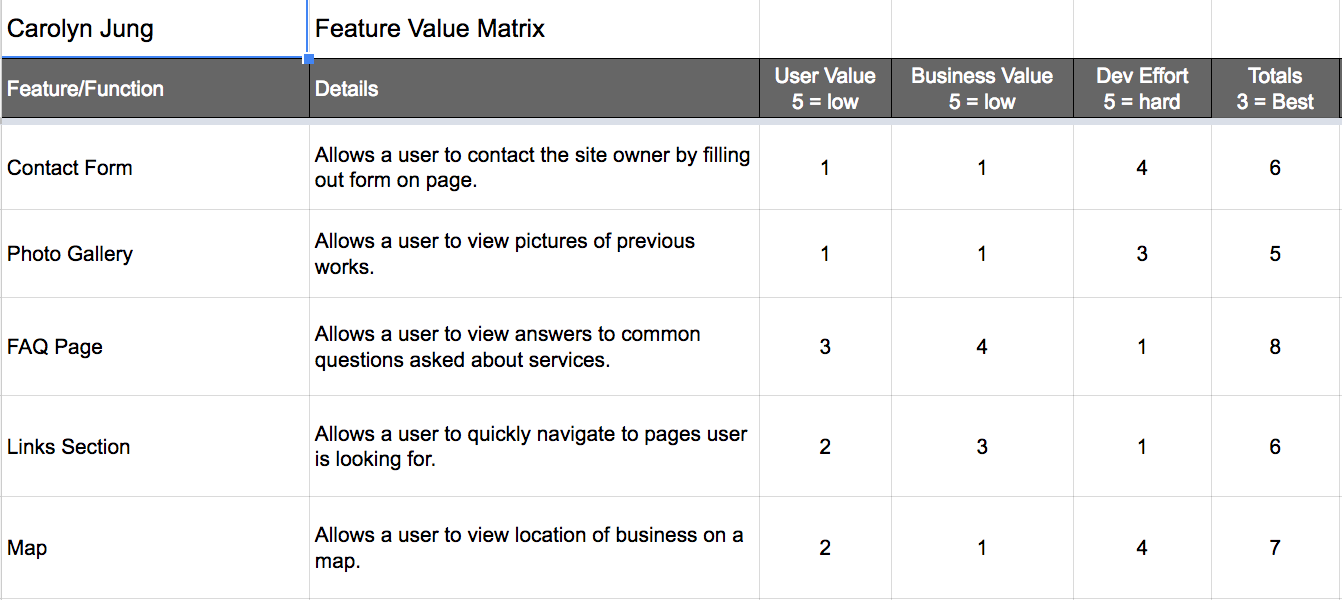 Carolyn Jung Feature Value Matrix
Feature/Function Details User Value Business Value Dev Effort Totals
5 = low 5 = low 5 = hard 3 = Best
Contact Form Allows a user to contact the site owner by filling 1 1 4 6
out form on page.
Photo Gallery Allows a user to view pictures of previous 1 1 3 5
works.
FAQ Page Allows a user to view answers to common 3 4 1 8
questions asked about services.
Links Section Allows a user to quickly navigate to pages user 2 3 1 6
is looking for.
Map Allows a user to view location of business on a 2 1 4 7
map.